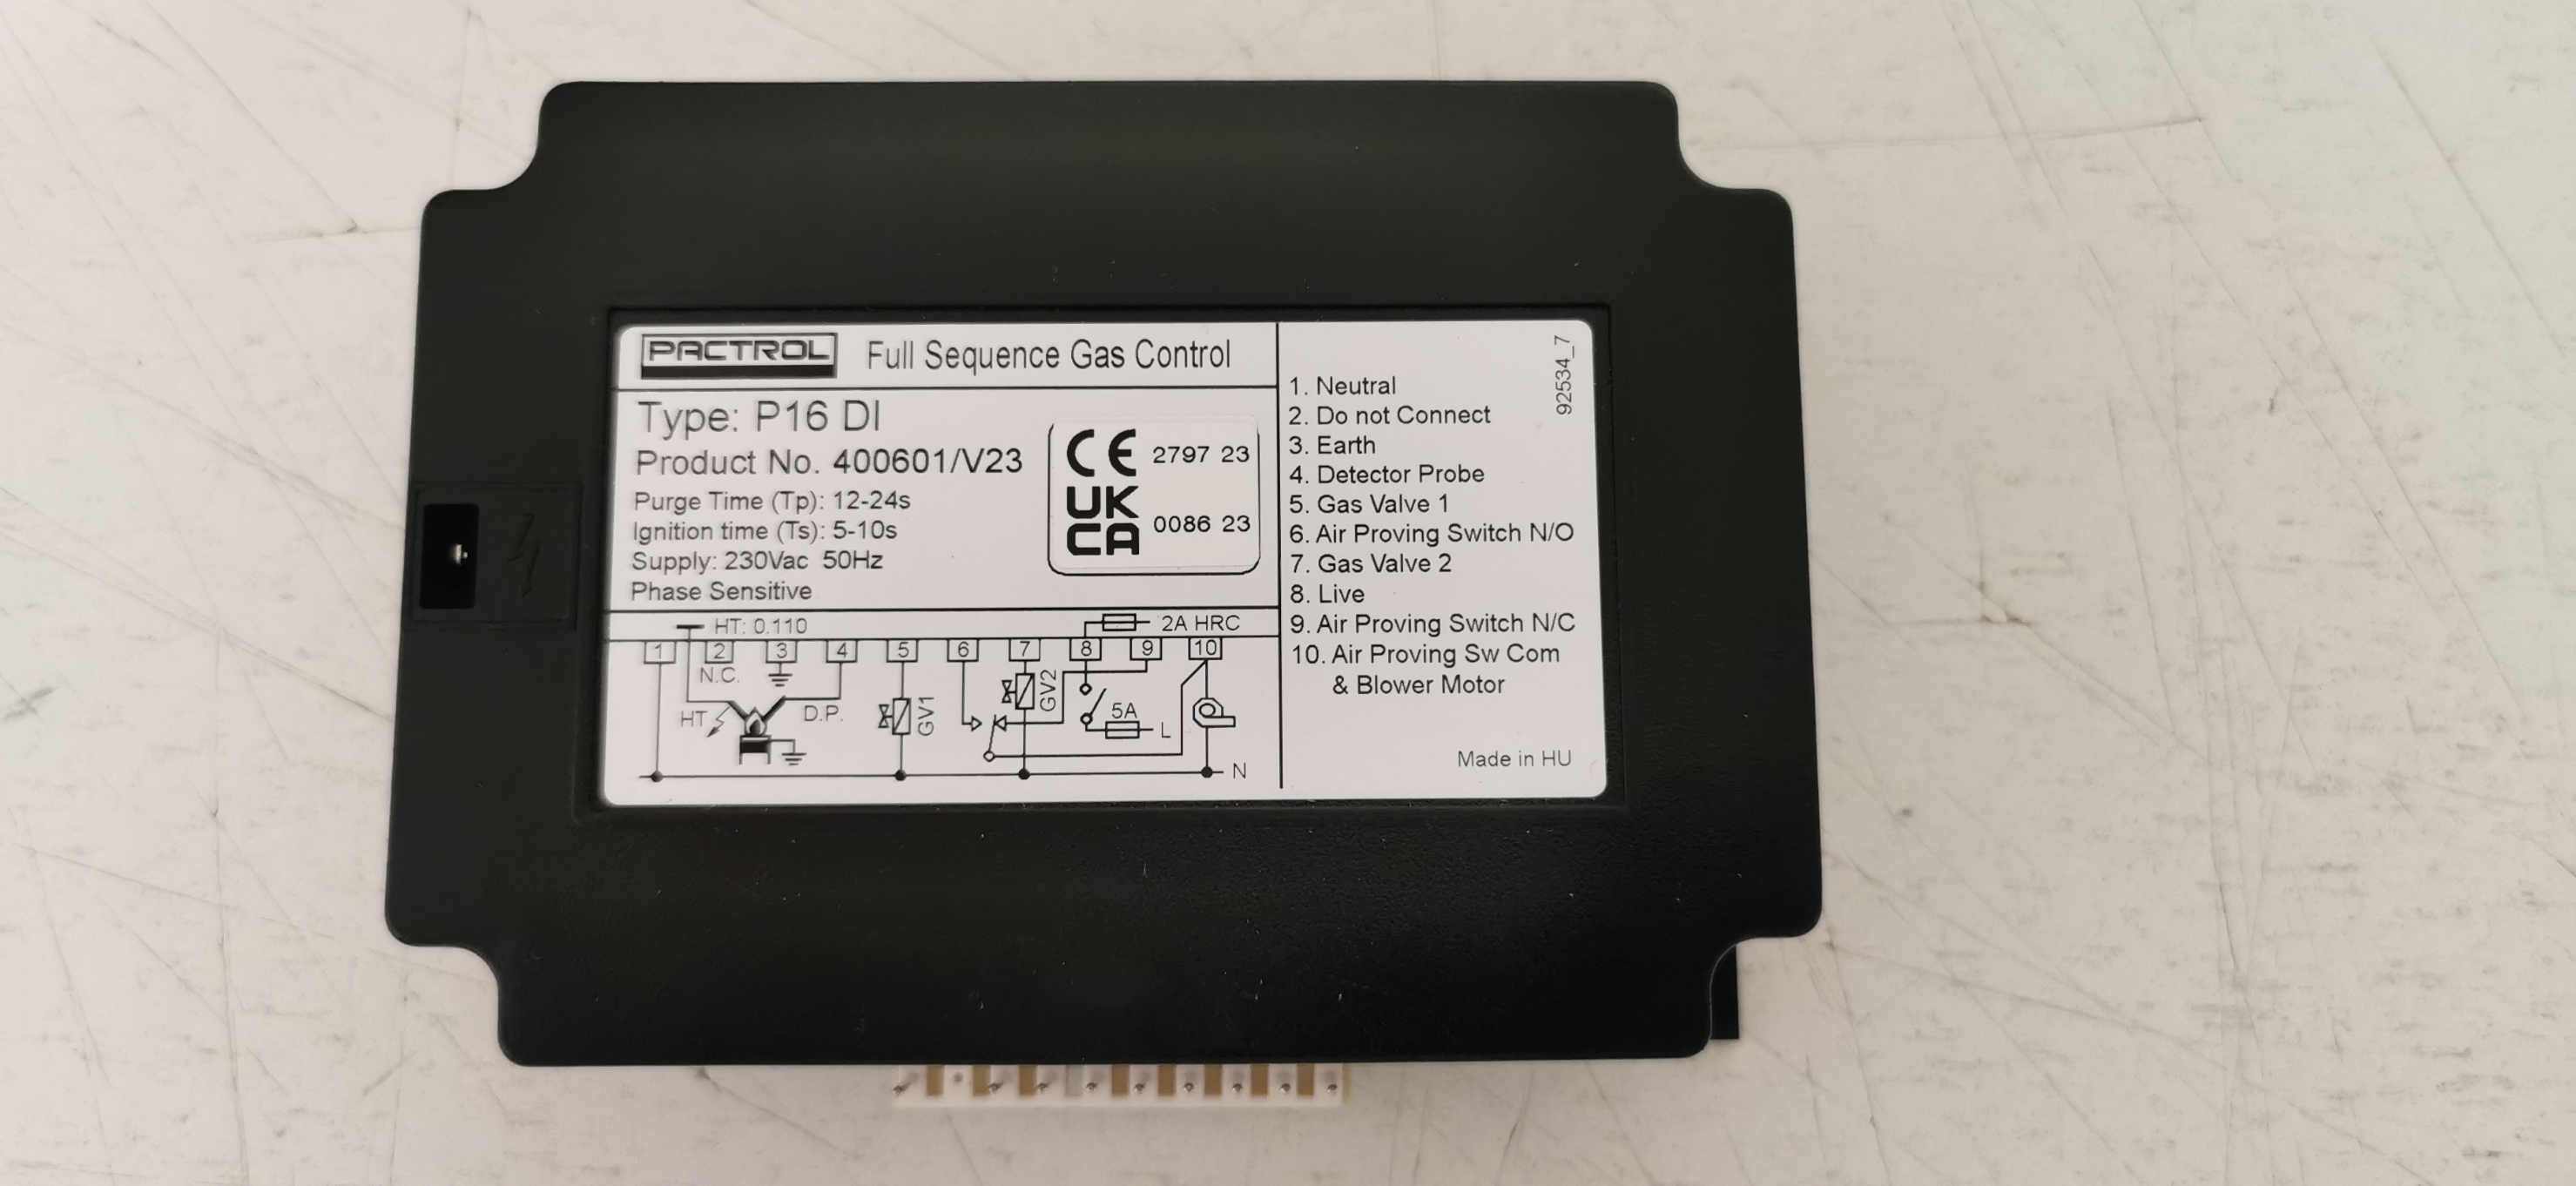 PACTROL Full Sequence Gas Control
Type: P16 DI
Product No. 400601/V23
Purge Time (Tp): 12-24s
Ignition time (Ts): 5-10s
Supply: 230Vac 50Hz
Phase Sensitive
CE 2797 23
UK
CA 0086 23
HT: 0.110
2A HRC
1 2 3 4 5 6 7 8 9 10
N.C.
HT
D.P.
GV1
GV2
5A
L
N
1. Neutral
2. Do not Connect
3. Earth
4. Detector Probe
5. Gas Valve 1
6. Air Proving Switch N/O
7. Gas Valve 2
8. Live
9. Air Proving Switch N/C
10. Air Proving Sw Com
& Blower Motor
92534_7
Made in HU